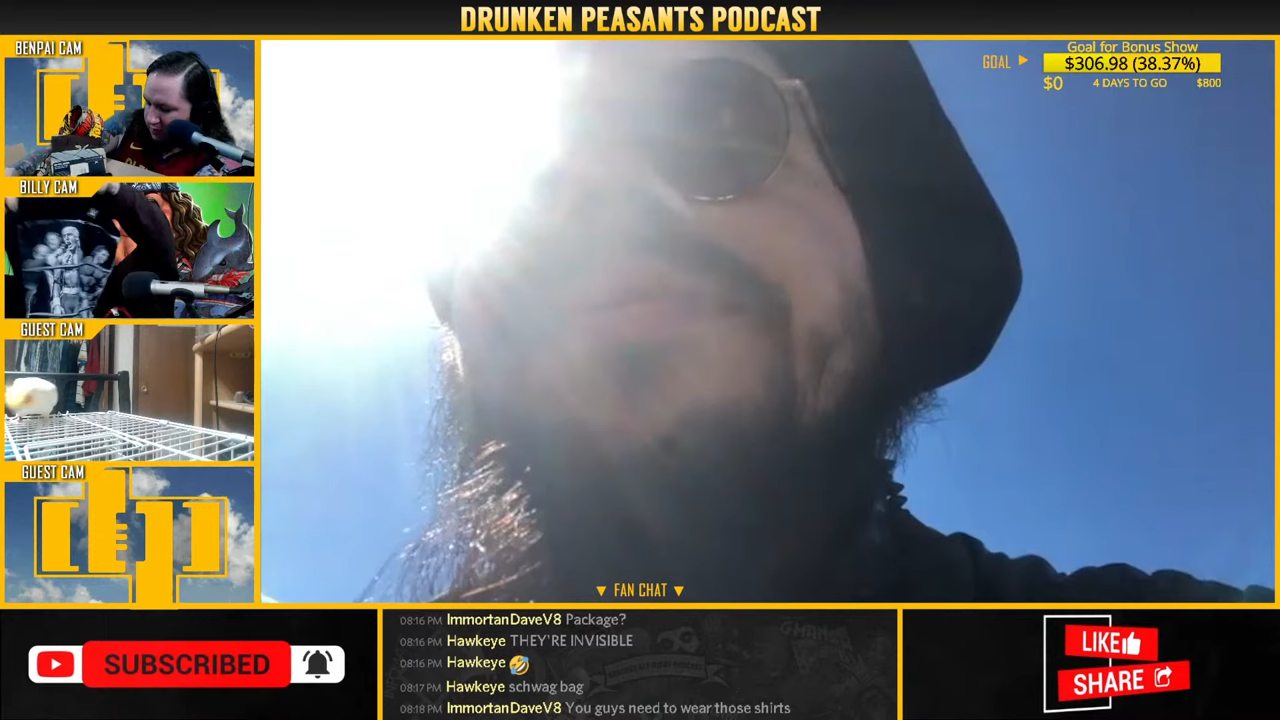 DRUNKEN PEASANTS PODCAST
BENPAI CAM
BILLY CAM
GUEST CAM
GUEST CAM
GOAL
Goal for Bonus Show
$306.98 (38.37%)
$0 4 DAYS TO GO $800
▼ FAN CHAT ▼
SUBSCRIBED
08:16 PM ImmortanDaveV8 Package?
08:16 PM Hawkeye THEY'RE INVISIBLE
08:16 PM Hawkeye 🤣
08:17 PM Hawkeye schwag bag
08:18 PM ImmortanDaveV8 You guys need to wear those shirts
LIKE
SHARE